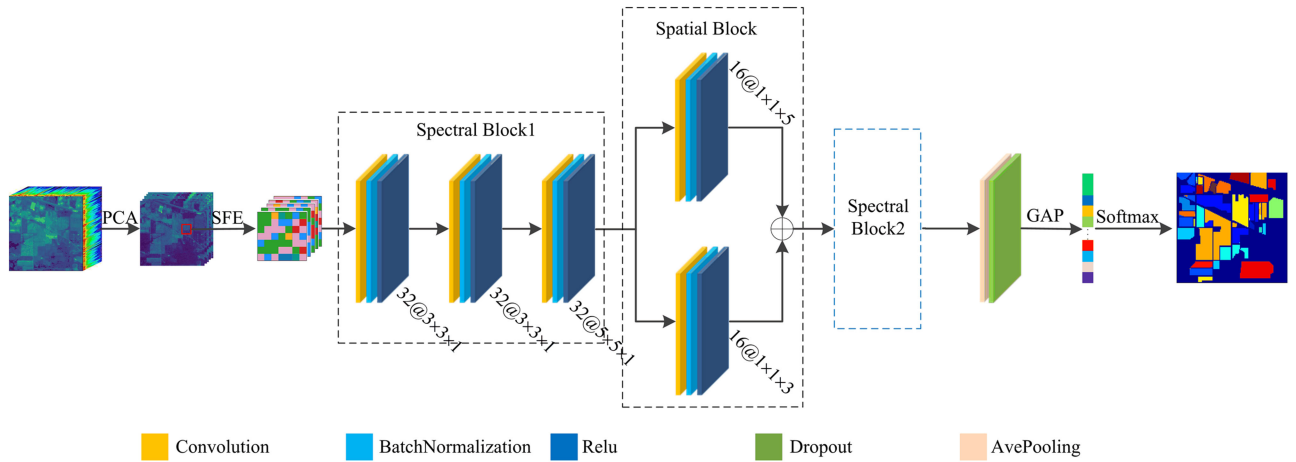 PCA
SFE
Spectral Block1
32@3×3×1
32@3×3×1
32@5×5×1
Spatial Block
16@1×1×5
16@1×1×3
Spectral
Block2
GAP
Softmax
Convolution
BatchNormalization
Relu
Dropout
AvePooling